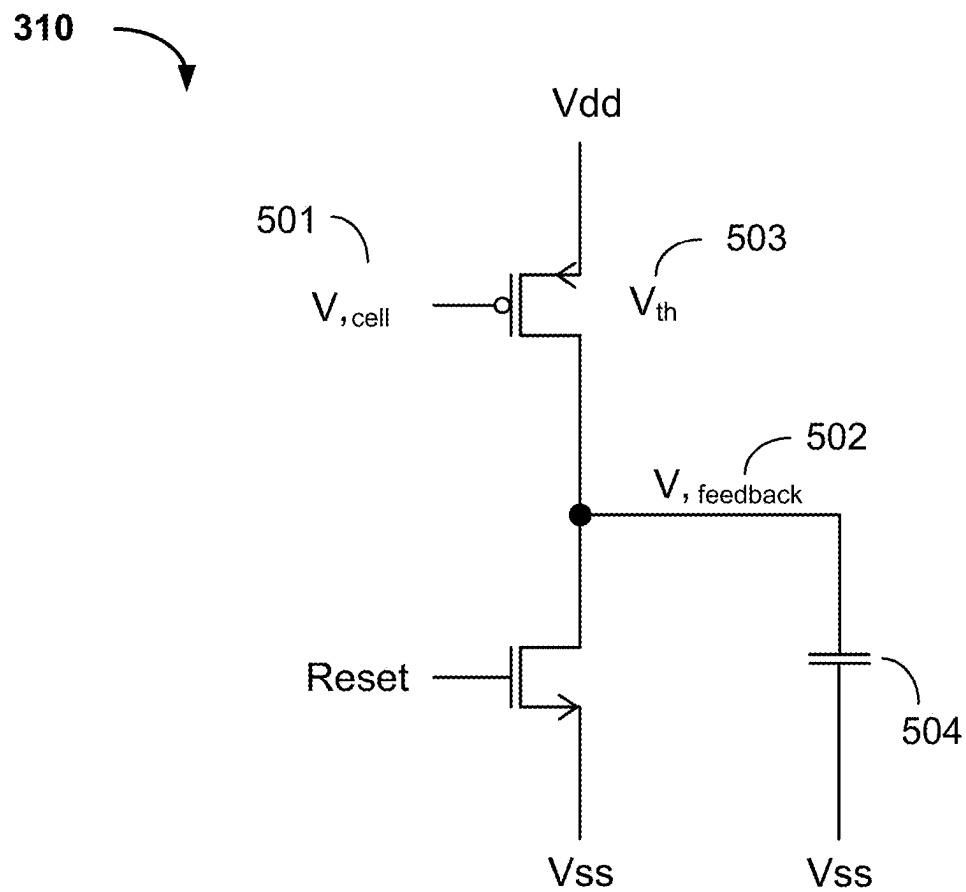 310
Vdd
501
503
V,cell
Vth
502
V, feedback
Reset
504
Vss
Vss